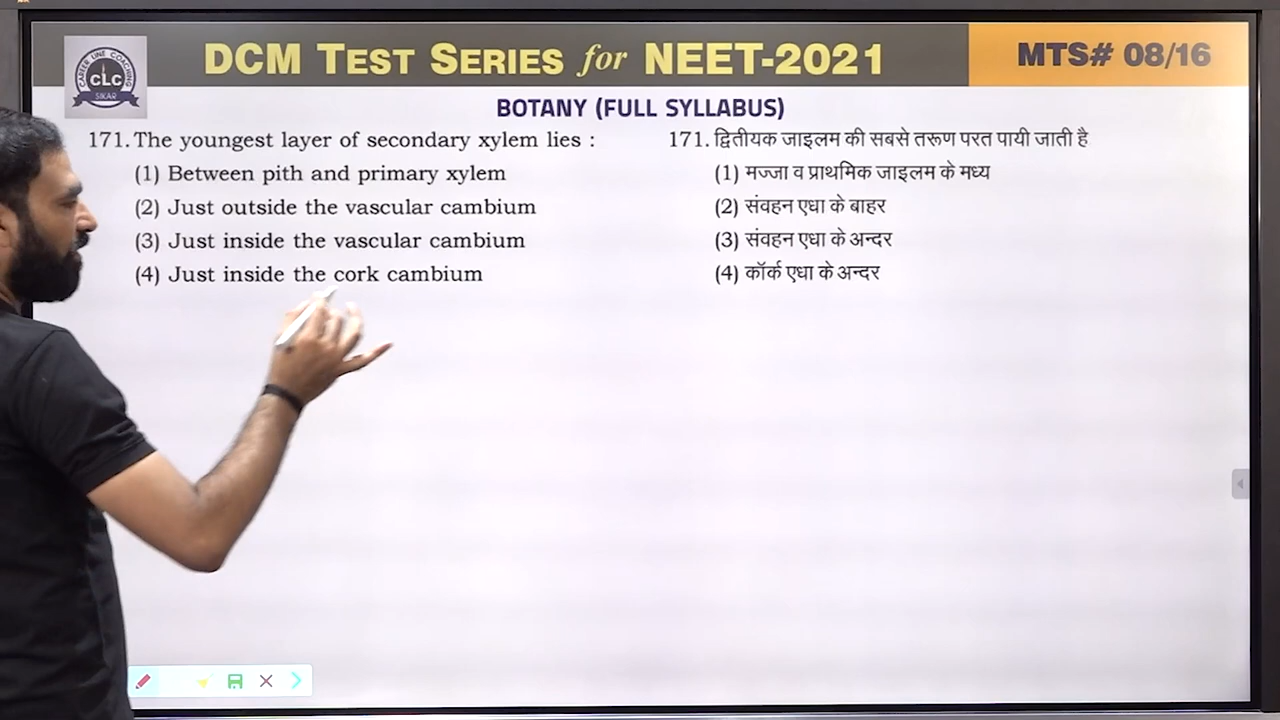 DCM TEST SERIES for NEET-2021
MTS# 08/16
CAREER LINE COACHING
CLC
SIKAR
BOTANY (FULL SYLLABUS)
171. The youngest layer of secondary xylem lies :
(1) Between pith and primary xylem
(2) Just outside the vascular cambium
(3) Just inside the vascular cambium
(4) Just inside the cork cambium
171. द्वितीयक जाइलम की सबसे तरूण परत पायी जाती है
(1) मज्जा व प्राथमिक जाइलम के मध्य
(2) संवहन एधा के बाहर
(3) संवहन एधा के अन्दर
(4) कॉर्क एधा के अन्दर